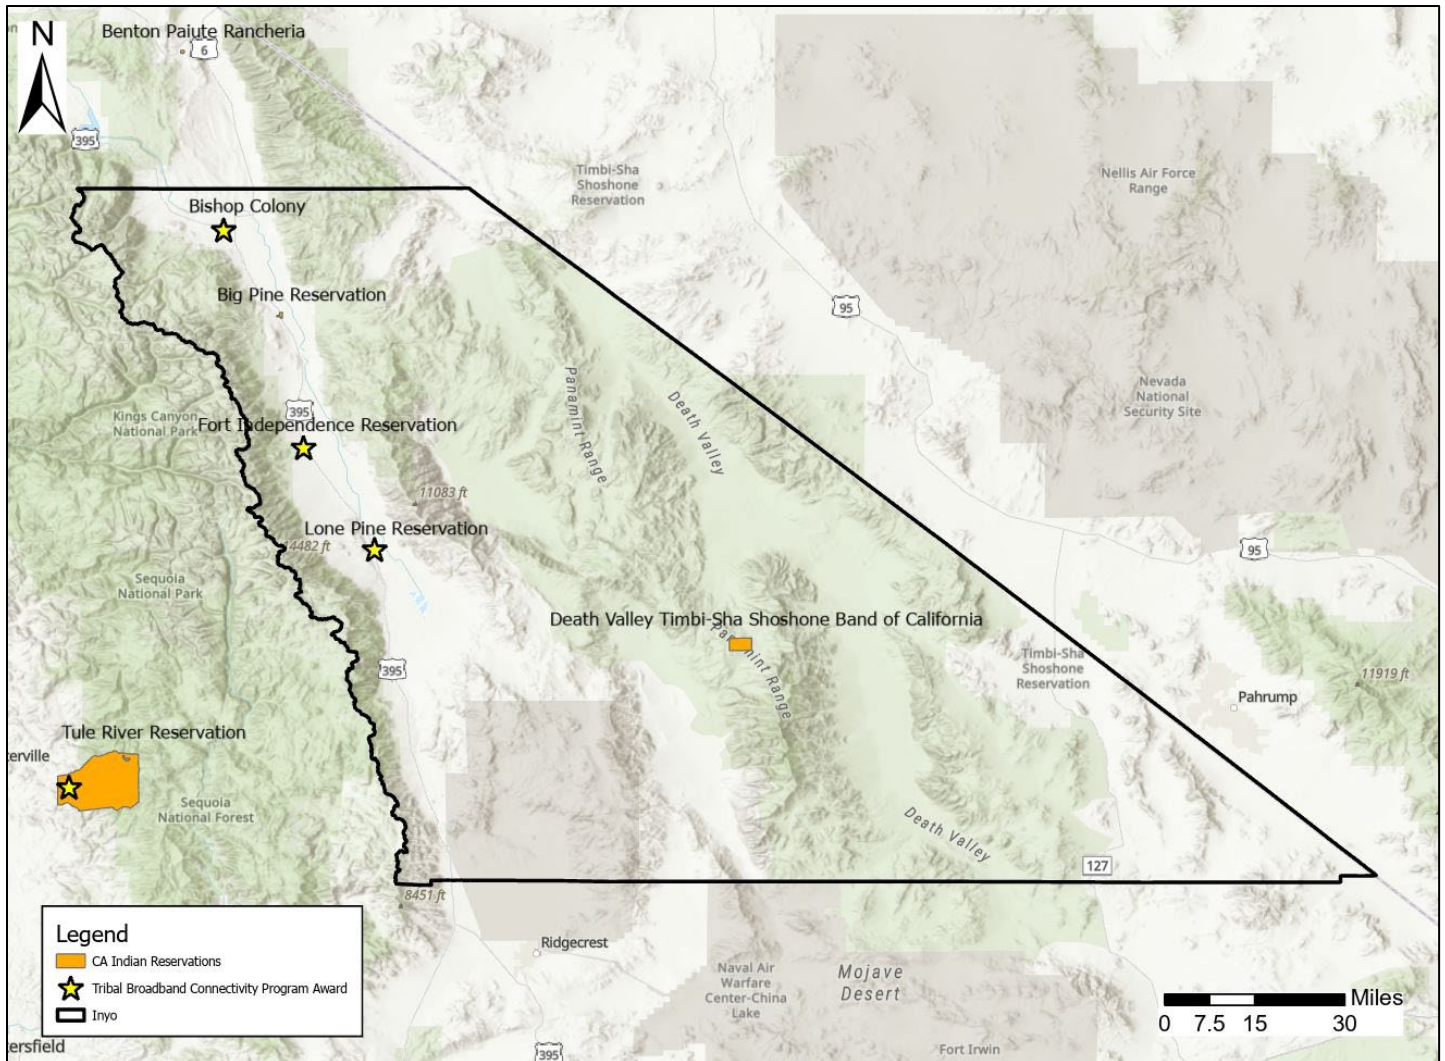 N
Benton Paiute Rancheria
6
395
Timbi-Sha
Shoshone
Reservation
Nellis Air Force
Range
Bishop Colony
Big Pine Reservation
95
Panamint Range
Death Valley
Nevada
National
Security Site
Kings Canyon
National Park
395
Fort Independence Reservation
11083 ft
Lone Pine Reservation
14482 ft
95
Sequoia
National Park
Death Valley Timbi-Sha Shoshone Band of California
Panamint Range
Timbi-Sha
Shoshone
Reservation
395
11919 ft
Pahrump
Tule River Reservation
terville
Sequoia
National Forest
Death Valley
127
8451 ft
Legend
CA Indian Reservations
Tribal Broadband Connectivity Program Award
Inyo
Ridgecrest
Naval Air
Warfare
Center-China
Lake
Mojave
Desert
Miles
0 7.5 15 30
ersfield
395
Fort Irwin